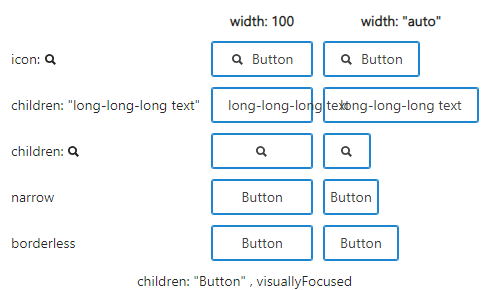 width: 100 width: "auto"
icon: Button Button
children: "long-long-long text" long-long-long text long-long-long text
children:
narrow Button Button
borderless Button Button
children: "Button" , visuallyFocused